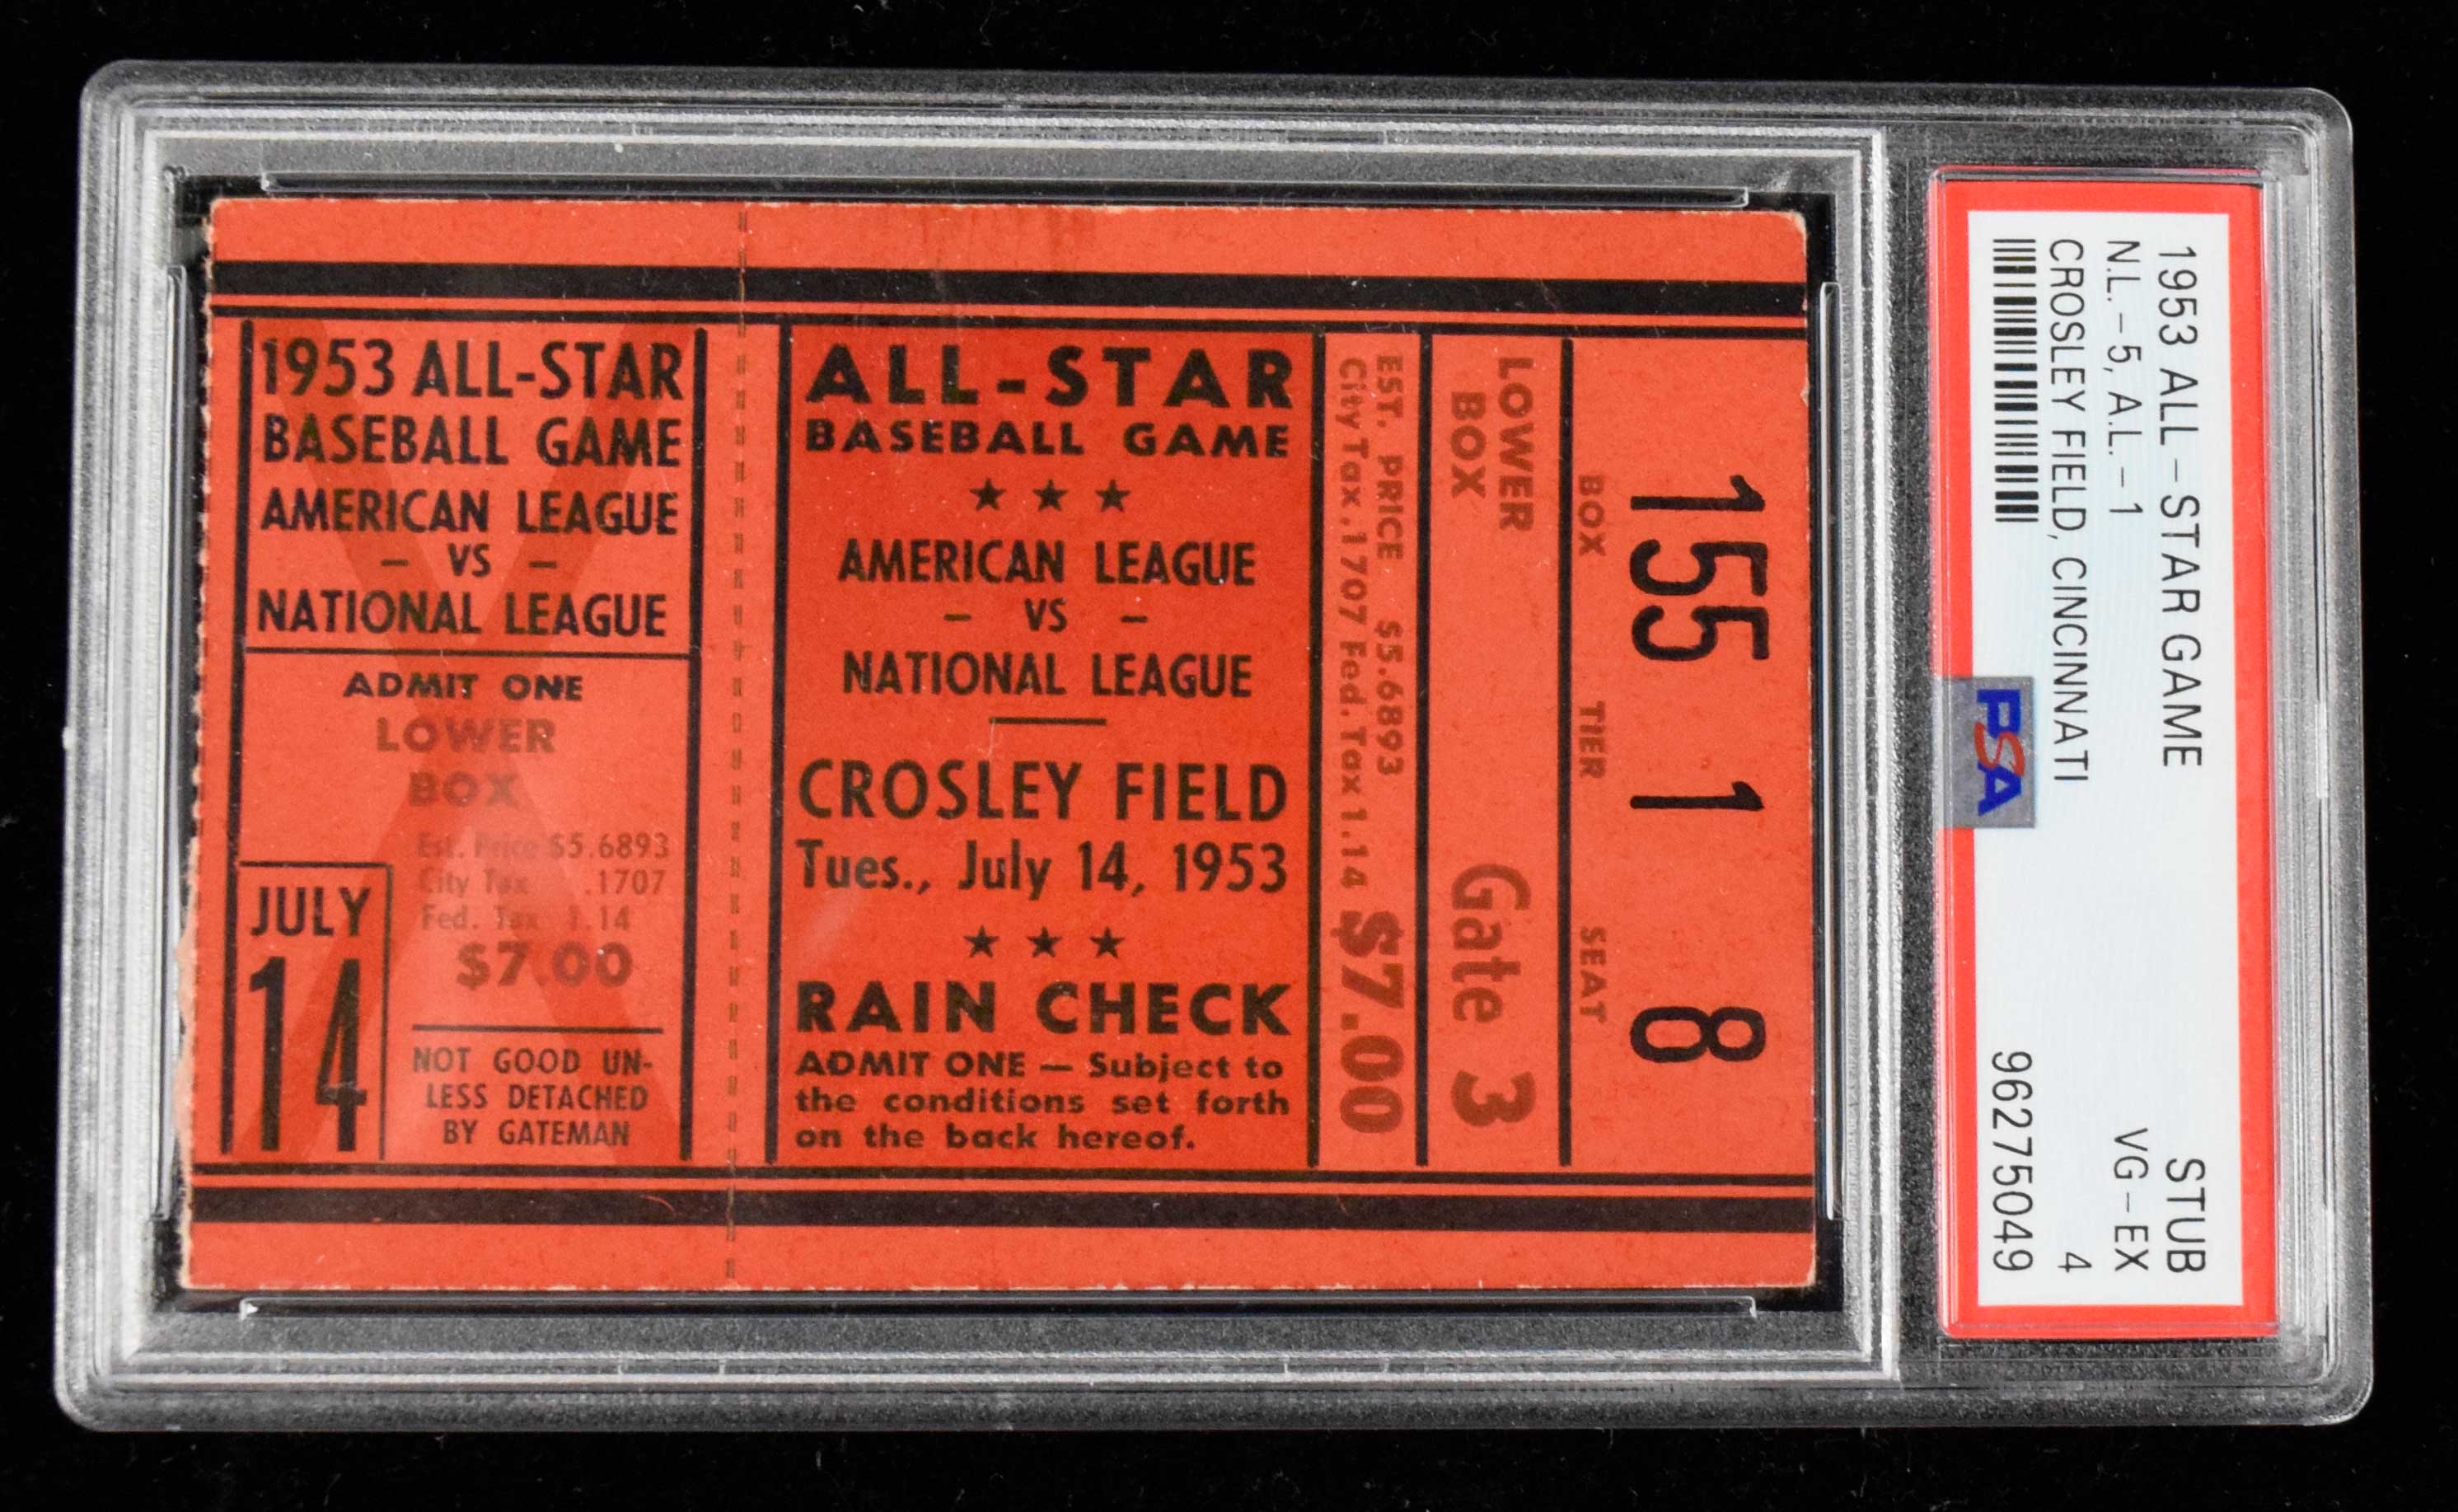 1953 ALL-STAR
BASEBALL GAME
AMERICAN LEAGUE
- VS -
NATIONAL LEAGUE
ADMIT ONE
LOWER
BOX
Est. Price $5.6893
City Tax .1707
Fed. Tax 1.14
$7.00
JULY
14
NOT GOOD UN-
LESS DETACHED
BY GATEMAN
ALL-STAR
BASEBALL GAME
★ ★ ★
AMERICAN LEAGUE
- VS -
NATIONAL LEAGUE
CROSLEY FIELD
Tues., July 14, 1953
★ ★ ★
RAIN CHECK
ADMIT ONE — Subject to
the conditions set forth
on the back hereof.
EST. PRICE $5.6893
City Tax .1707 Fed. Tax 1.14 $7.00
LOWER
BOX
Gate 3
BOX TIER SEAT
155 1 8
1953 ALL-STAR GAME STUB
N.L.-5, A.L.-1 VG-EX
CROSLEY FIELD, CINCINNATI 4
96275049
PSA